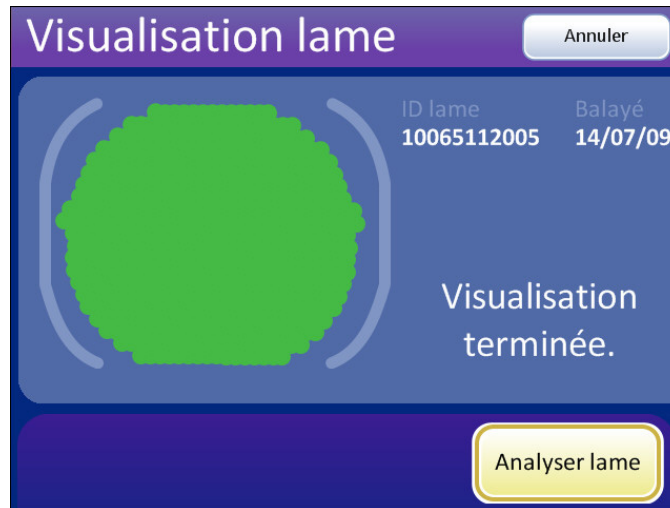 Visualisation lame
Annuler
ID lame
Balayé
10065112005
14/07/09
Visualisation
terminée.
Analyser lame